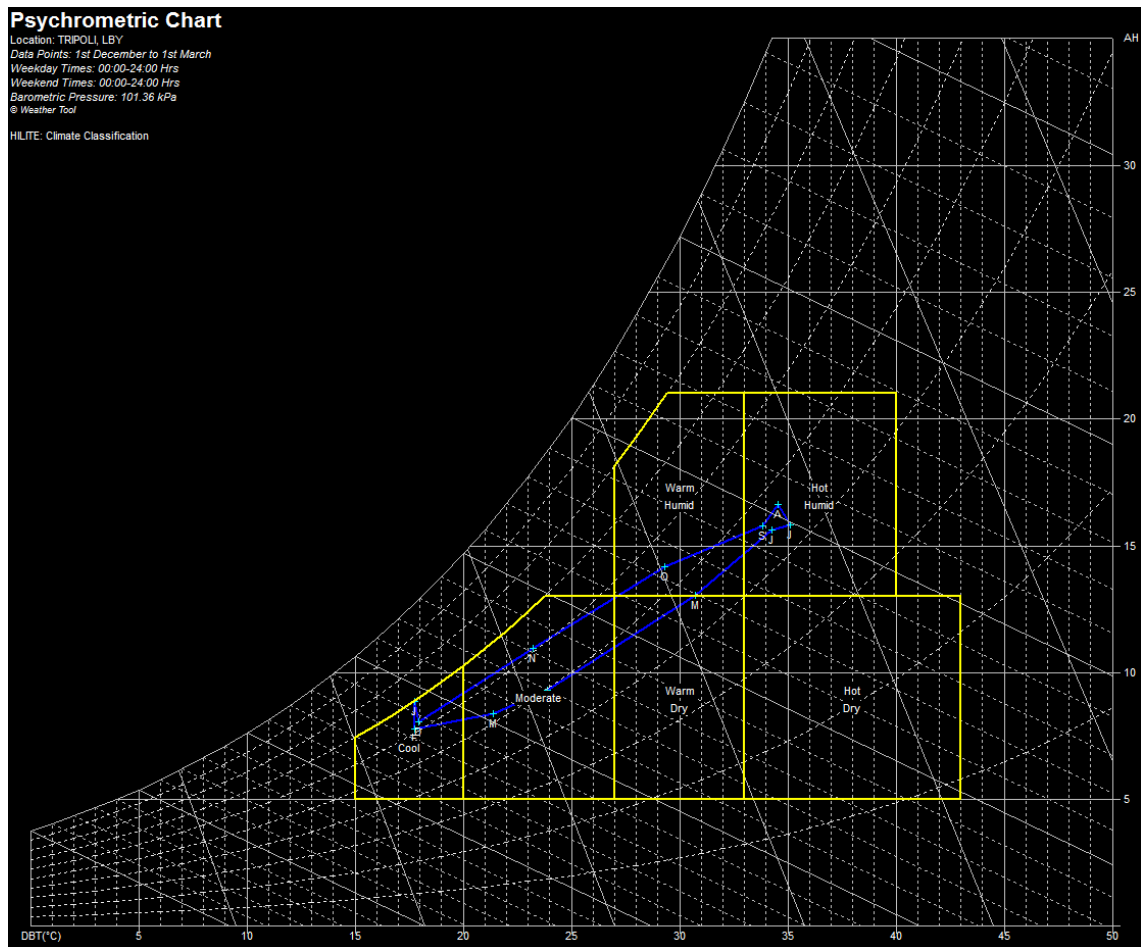 Psychrometric Chart
Location: TRIPOLI, LBY
Data Points: 1st December to 1st March
Weekday Times: 00:00-24:00 Hrs
Weekend Times: 00:00-24:00 Hrs
Barometric Pressure: 101.36 kPa
© Weather Tool
HILITE: Climate Classification
AH
30
25
20
15
10
5
Warm
Humid
Hot
Humid
A
S
J
J
O
M
N
Moderate
M
Warm
Dry
Hot
Dry
J
Cool
DBT(°C)
5
10
15
20
25
30
35
40
45
50